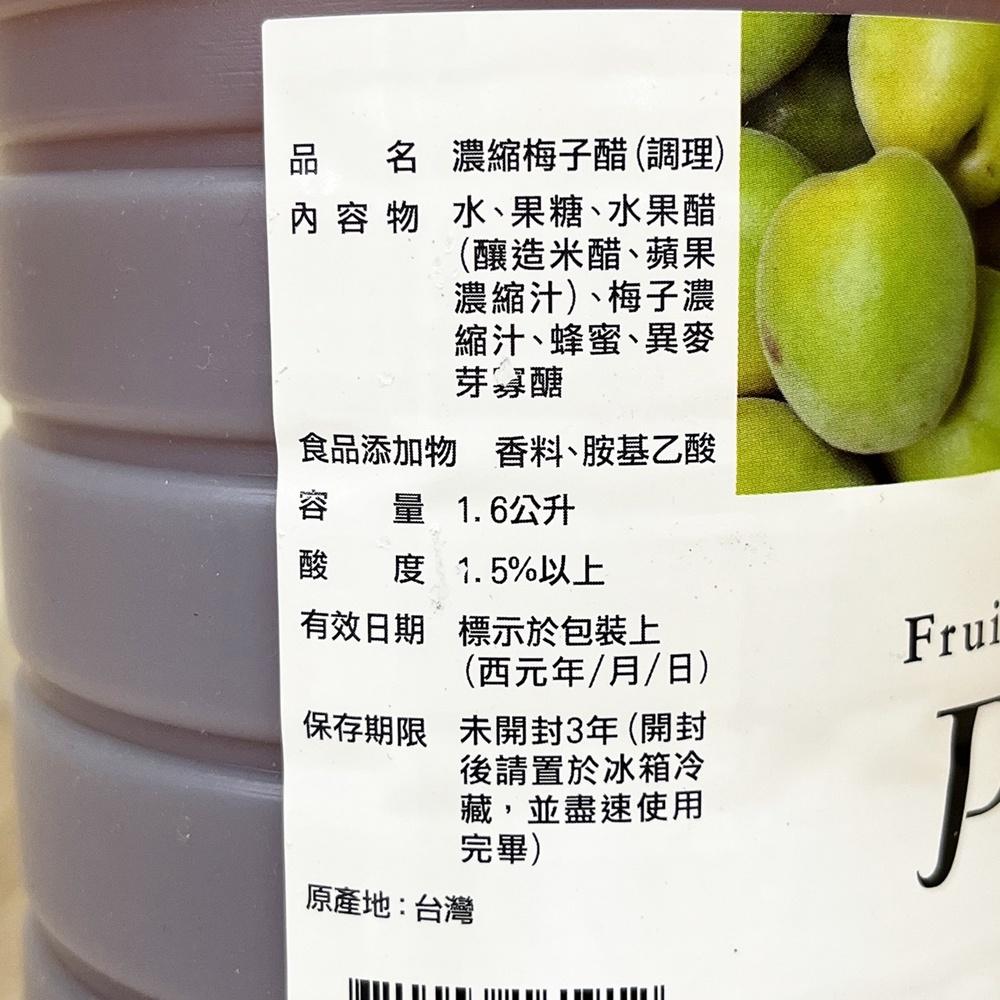 品名 濃縮梅子醋(調理)
內容物 水、果糖、水果醋
(釀造米醋、蘋果
濃縮汁)、梅子濃
縮汁、蜂蜜、異麥
芽寡醣
食品添加物 香料、胺基乙酸
容量 1.6公升
酸度 1.5%以上
有效日期 標示於包裝上
(西元年/月/日)
保存期限 未開封3年(開封
後請置於冰箱冷
藏，並盡速使用
完畢)
原產地:台灣
Frui